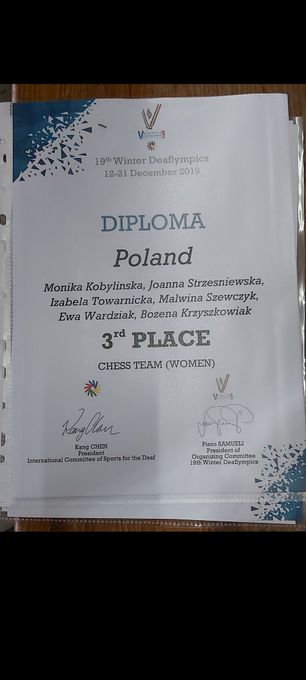 19th Winter Deaflympics
12-21 December 2019
DIPLOMA
Poland
Monika Kobylinska, Joanna Strzesniewska,
Izabela Towarnicka, Malwina Szewczyk,
Ewa Wardziak, Bozena Krzyszkowiak
3rd PLACE
CHESS TEAM (WOMEN)
Kang CHEN
President
International Committee of Sports for the Deaf
Piero SAMUELI
President of
Organizing Committee
19th Winter Deaflympics